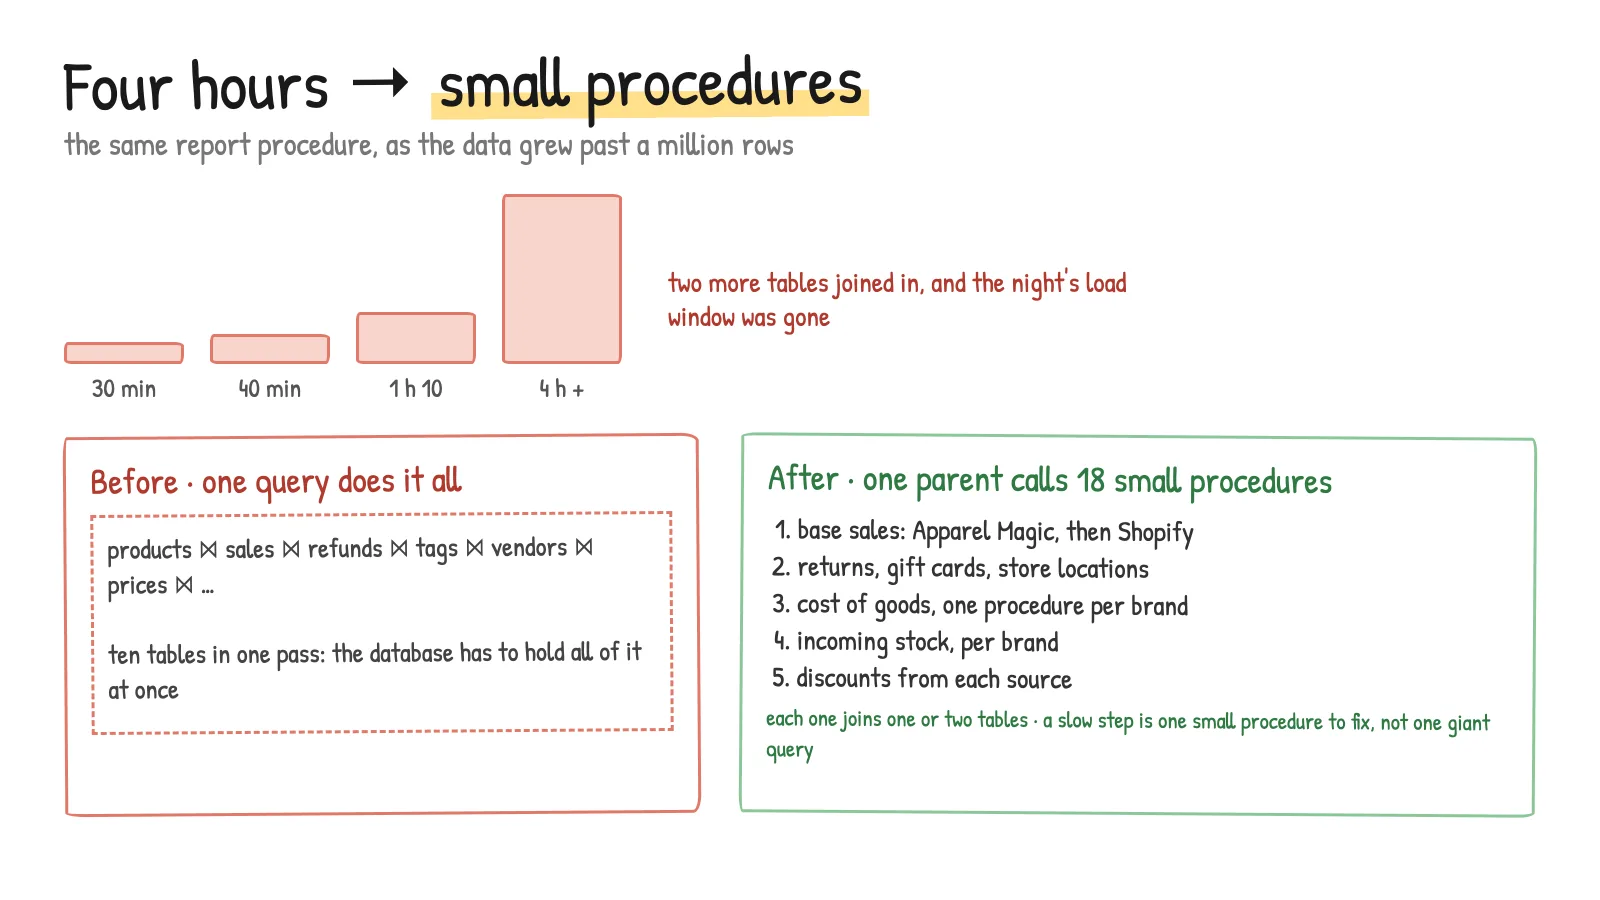 Four hours → small procedures
the same report procedure, as the data grew past a million rows
two more tables joined in, and the night's load
window was gone
30 min
40 min
1 h 10
4 h +
Before · one query does it all
products ⋈ sales ⋈ refunds ⋈ tags ⋈ vendors ⋈
prices ⋈ ...
ten tables in one pass: the database has to hold all of it
at once
After · one parent calls 18 small procedures
1. base sales: Apparel Magic, then Shopify
2. returns, gift cards, store locations
3. cost of goods, one procedure per brand
4. incoming stock, per brand
5. discounts from each source
each one joins one or two tables · a slow step is one small procedure to fix, not one giant
query